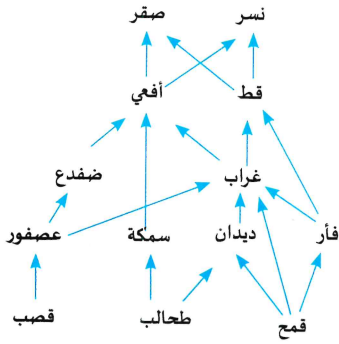 نسر صقر
قط أفعي
غراب ضفدع
فأر ديدان سمكة عصفور
قمح طحالب قصب